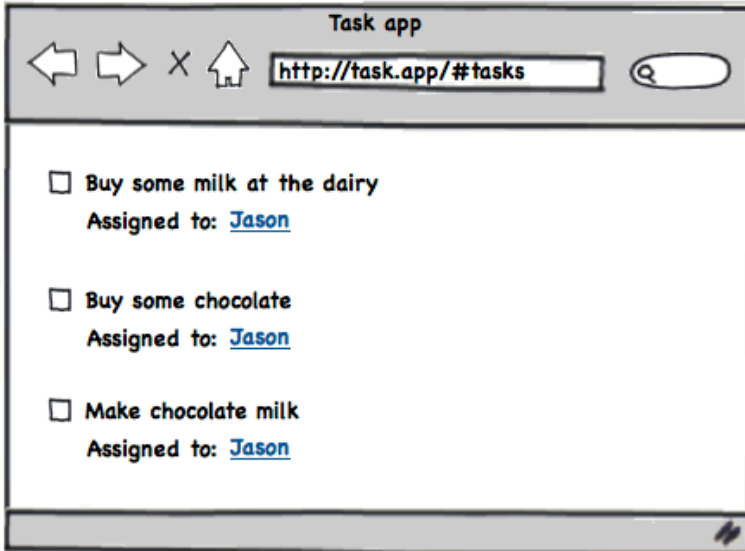 Task app
http://task.app/#tasks
Buy some milk at the dairy
Assigned to: Jason
Buy some chocolate
Assigned to: Jason
Make chocolate milk
Assigned to: Jason